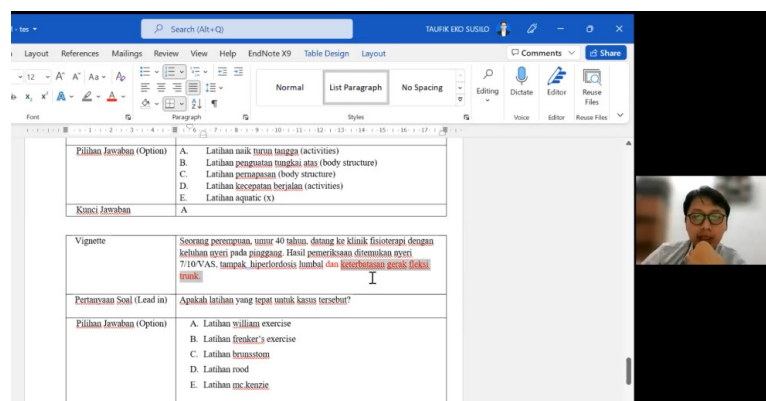 - tes
Search (Alt+Q)
TAUFIK EKO SUSILO
Layout References Mailings Review View Help EndNote X9 Table Design Layout
Comments Share
12
Normal
List Paragraph
No Spacing
Editing
Dictate
Editor
Reuse
Files
Font Paragraph Styles Voice Editor Reuse Files
Pilihan Jawaban (Option)
A. Latihan naik turun tangga (activities)
B. Latihan penguatan tungkai atas (body structure)
C. Latihan pernapasan (body structure)
D. Latihan kecepatan berjalan (activities)
E. Latihan aquatic (x)
Kunci Jawaban A
Vignette
Seorang perempuan, umur 40 tahun, datang ke klinik fisioterapi dengan
keluhan nyeri pada pinggang. Hasil pemeriksaan ditemukan nyeri
7/10/VAS, tampak hiperlordosis lumbal dan keterbatasan gerak fleksi
trunk.
Pertanyaan Soal (Lead in) Apakah latihan yang tepat untuk kasus tersebut?
Pilihan Jawaban (Option)
A. Latihan william exercise
B. Latihan frenker's exercise
C. Latihan brunsstom
D. Latihan rood
E. Latihan mc.kenzie